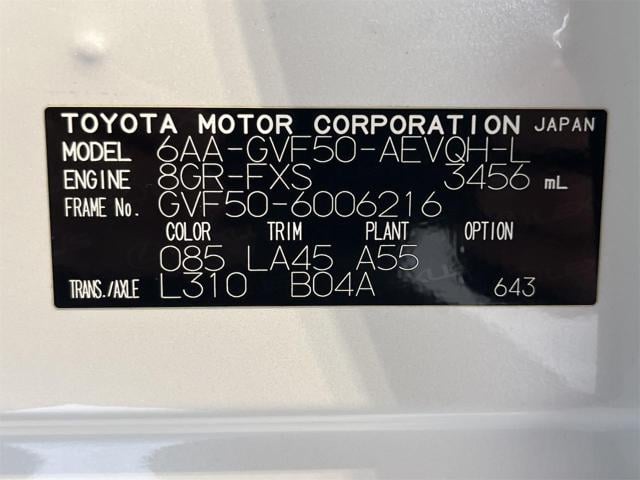 TOYOTA MOTOR CORPORATION JAPAN
MODEL 6AA-GVF50-AEVQH-L
ENGINE 8GR-FXS 3456 mL
FRAME No. GVF50-6006216
COLOR TRIM PLANT OPTION
085 LA45 A55
TRANS./AXLE L310 B04A 643